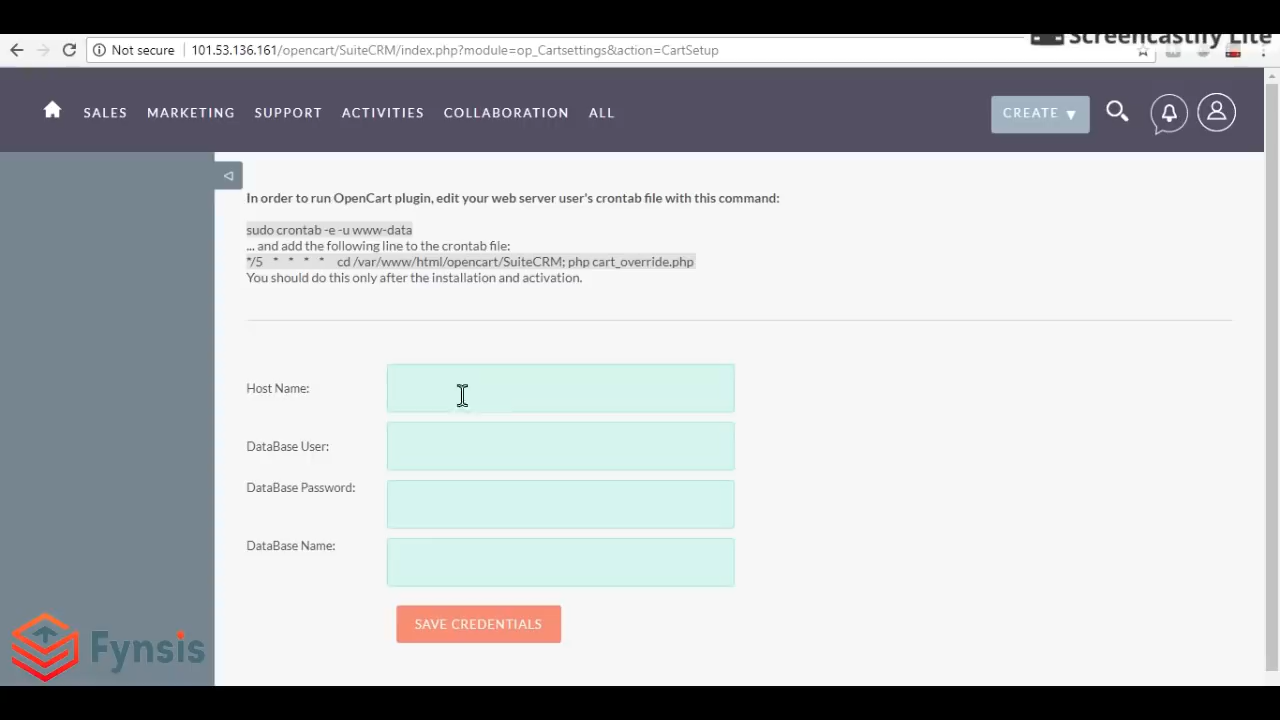 Screencastify Lite
Not secure
101.53.136.161/opencart/SuiteCRM/index.php?module=op_Cartsettings&action=CartSetup
SALES MARKETING SUPPORT ACTIVITIES COLLABORATION ALL CREATE
In order to run OpenCart plugin, edit your web server user's crontab file with this command:
sudo crontab -e -u www-data
... and add the following line to the crontab file:
*/5 * * * * cd /var/www/html/opencart/SuiteCRM; php cart_override.php
You should do this only after the installation and activation.
Host Name:
DataBase User:
DataBase Password:
DataBase Name:
SAVE CREDENTIALS
Fynsis